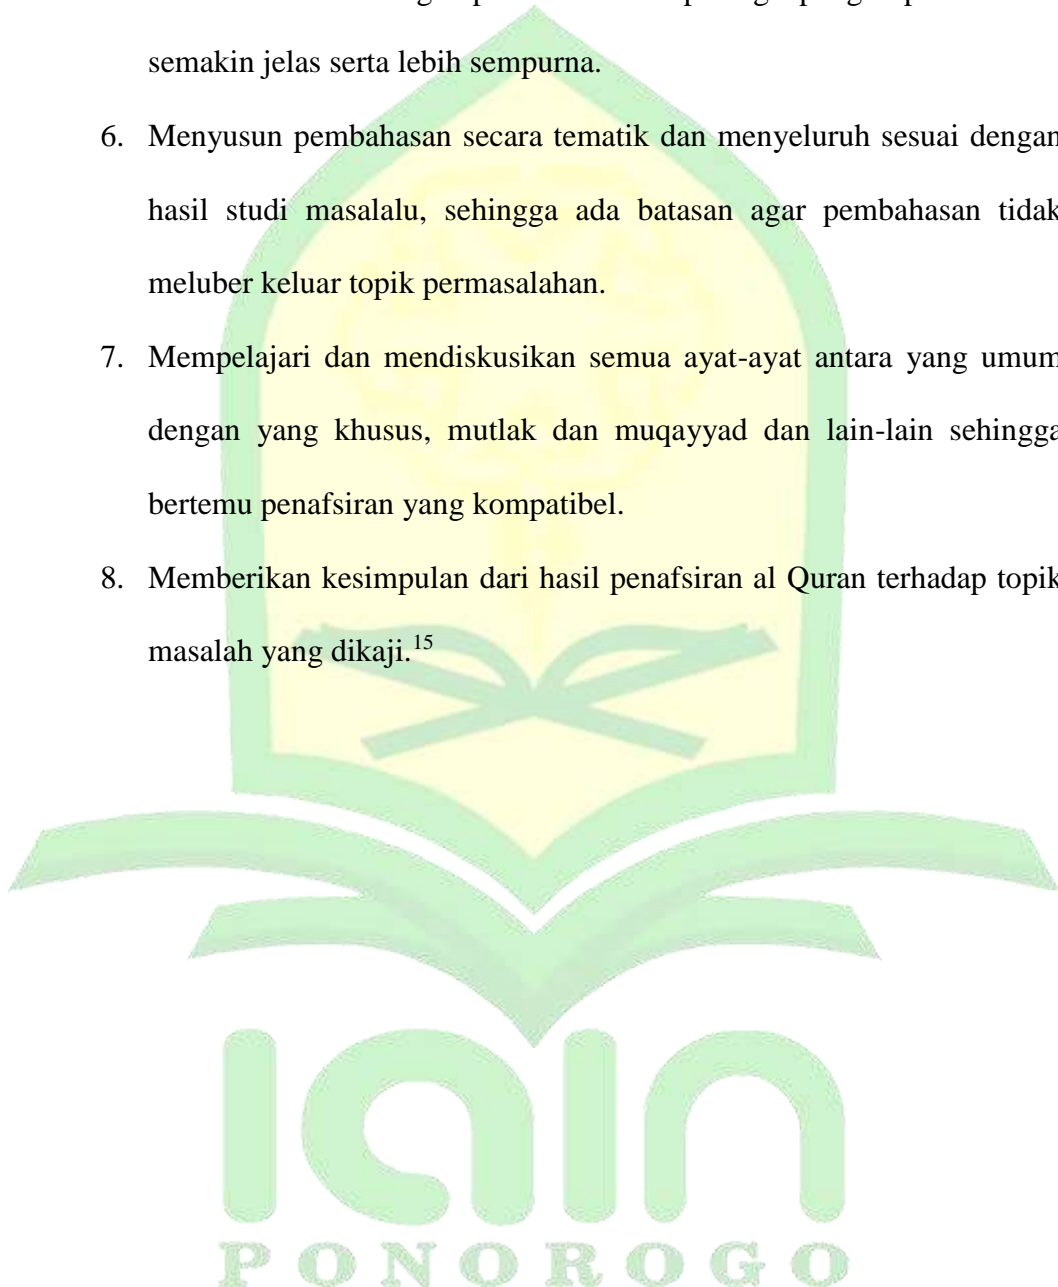 semakin jelas serta lebih sempurna.
6. Menyusun pembahasan secara tematik dan menyeluruh sesuai dengan
hasil studi masalalu, sehingga ada batasan agar pembahasan tidak
meluber keluar topik permasalahan.
7. Mempelajari dan mendiskusikan semua ayat-ayat antara yang umum
dengan yang khusus, mutlak dan muqayyad dan lain-lain sehingga
bertemu penafsiran yang kompatibel.
8. Memberikan kesimpulan dari hasil penafsiran al Quran terhadap topik
masalah yang dikaji.15
iain
PONOROGO